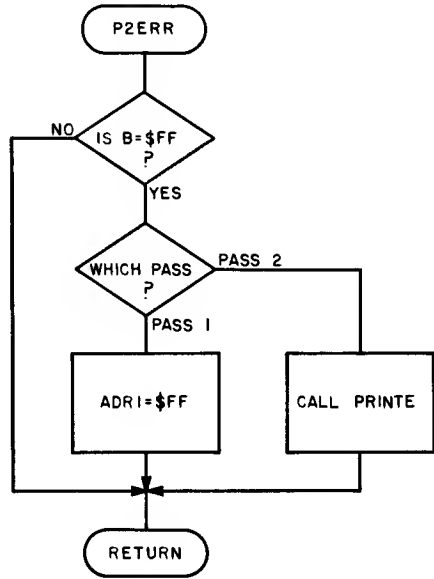 P2ERR
NO
IS B=$FF
?
YES
WHICH PASS
?
PASS 2
PASS 1
ADR1=$FF
CALL PRINTE
RETURN